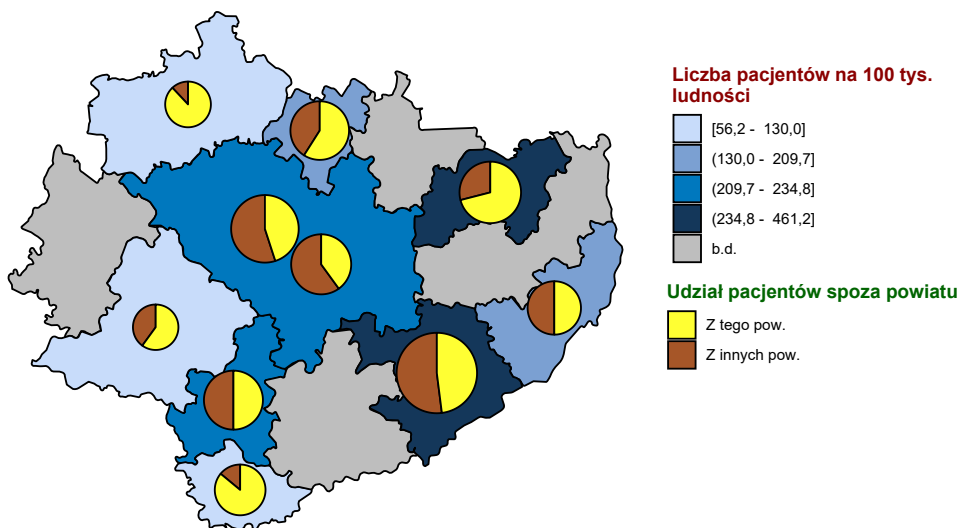 Liczba pacjentów na 100 tys.
ludności
[56,2 - 130,0]
(130,0 - 209,7]
(209,7 - 234,8]
(234,8 - 461,2]
b.d.
Udział pacjentów spoza powiatu
Z tego pow.
Z innych pow.